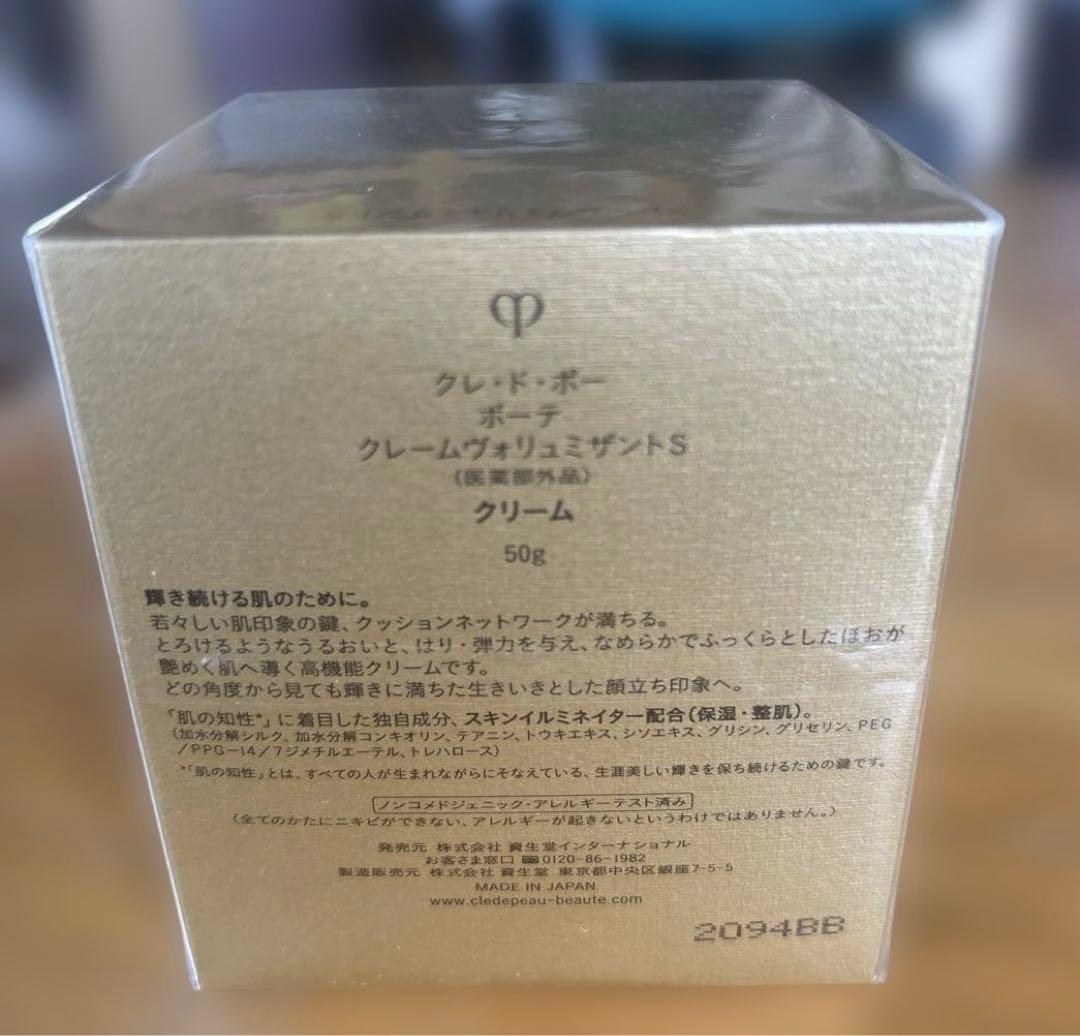 クレ・ド・ポー
ボーテ
クレームヴォリュミザントS
(医薬部外品)
クリーム
50g
輝き続ける肌のために。
若々しい肌印象の鍵、クッションネットワークが満ちる。
とろけるようなうるおいと、はり・弾力を与え、なめらかでふっくらとしたほおが
艶めく肌へ導く高機能クリームです。
どの角度から見ても輝きに満ちた生きいきとした顔立ち印象へ。
「肌の知性*」に着目した独自成分、スキンイルミネイター配合(保湿・整肌)。
(加水分解シルク、加水分解コンキオリン、テアニン、トウキエキス、シソエキス、グリシン、グリセリン、PEG
/PPG-14/7ジメチルエーテル、トレハロース)
*「肌の知性」とは、すべての人が生まれながらにそなえている、生涯美しい輝きを保ち続けるための鍵です。
ノンコメドジェニック・アレルギーテスト済み
(全てのかたにニキビができない、アレルギーが起きないというわけではありません。)
発売元 株式会社 資生堂インターナショナル
お客さま窓口 0120-86-1982
製造販売元 株式会社 資生堂 東京都中央区銀座7-5-5
MADE IN JAPAN
www.cledepeau-beaute.com
2094BB